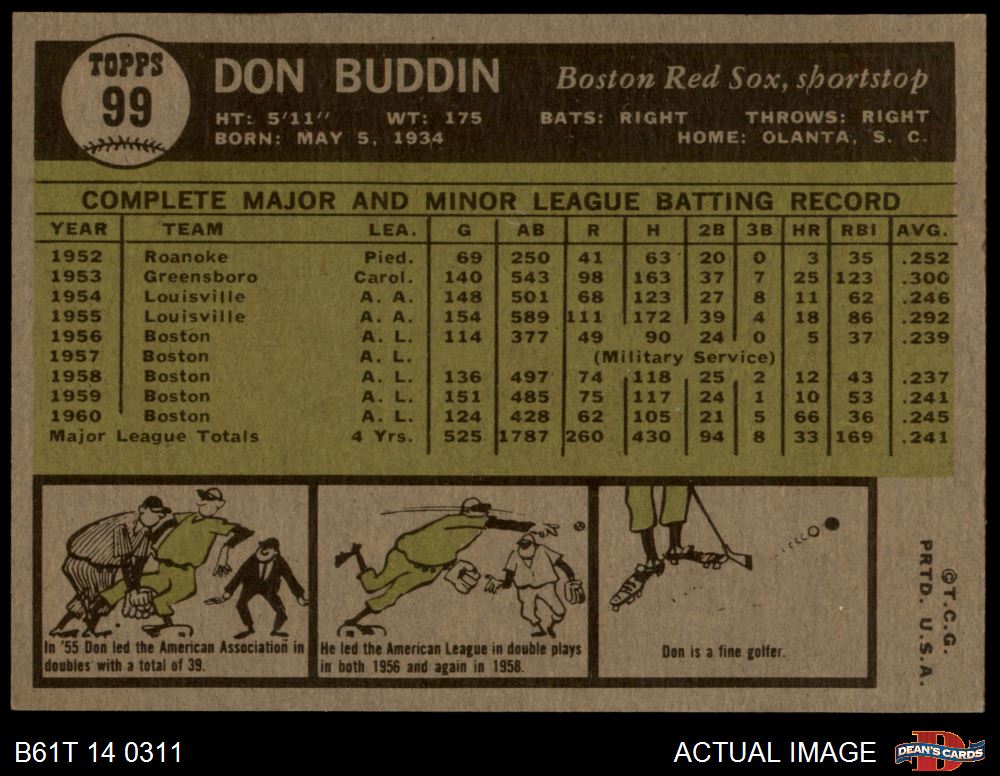 TOPPS
99
DON BUDDIN
Boston Red Sox, shortstop
HT: 5'11" WT: 175 BATS: RIGHT THROWS: RIGHT
BORN: MAY 5, 1934 HOME: OLANTA, S. C.
COMPLETE MAJOR AND MINOR LEAGUE BATTING RECORD
YEAR TEAM LEA. G AB R H 2B 3B HR RBI AVG.
1952 Roanoke Pied. 69 250 41 63 20 0 3 35 .252
1953 Greensboro Carol. 140 543 98 163 37 7 25 123 .300
1954 Louisville A. A. 148 501 68 123 27 8 11 62 .246
1955 Louisville A. A. 154 589 111 172 39 4 18 86 .292
1956 Boston A. L. 114 377 49 90 24 0 5 37 .239
1957 Boston A. L. (Military Service)
1958 Boston A. L. 136 497 74 118 25 2 12 43 .237
1959 Boston A. L. 151 485 75 117 24 1 10 53 .241
1960 Boston A. L. 124 428 62 105 21 5 66 36 .245
Major League Totals 4 Yrs. 525 1787 260 430 94 8 33 169 .241
In '55 Don led the American Association in
doubles with a total of 39.
He led the American League in double plays
in both 1956 and again in 1958.
Don is a fine golfer.
© T. C. G.
PRTD. U. S. A.
B61T 14 0311
ACTUAL IMAGE
D
DEAN'S CARDS